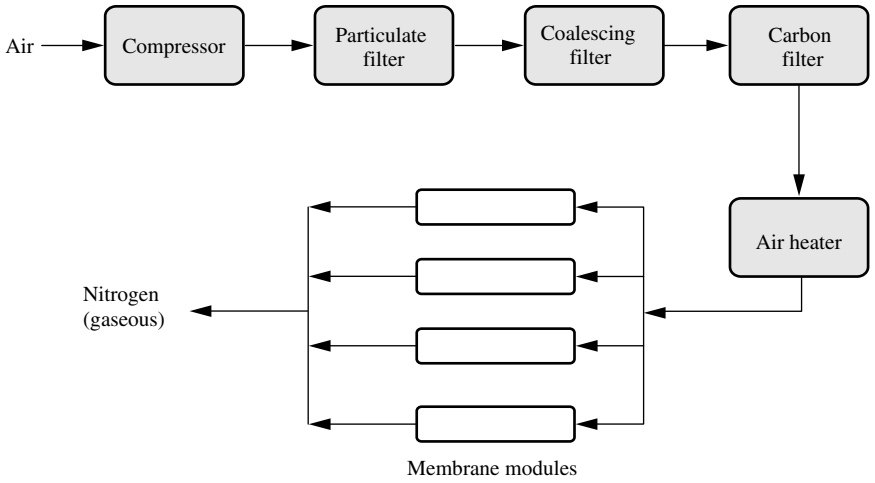 Air
Compressor
Particulate
filter
Coalescing
filter
Carbon
filter
Air heater
Nitrogen
(gaseous)
Membrane modules